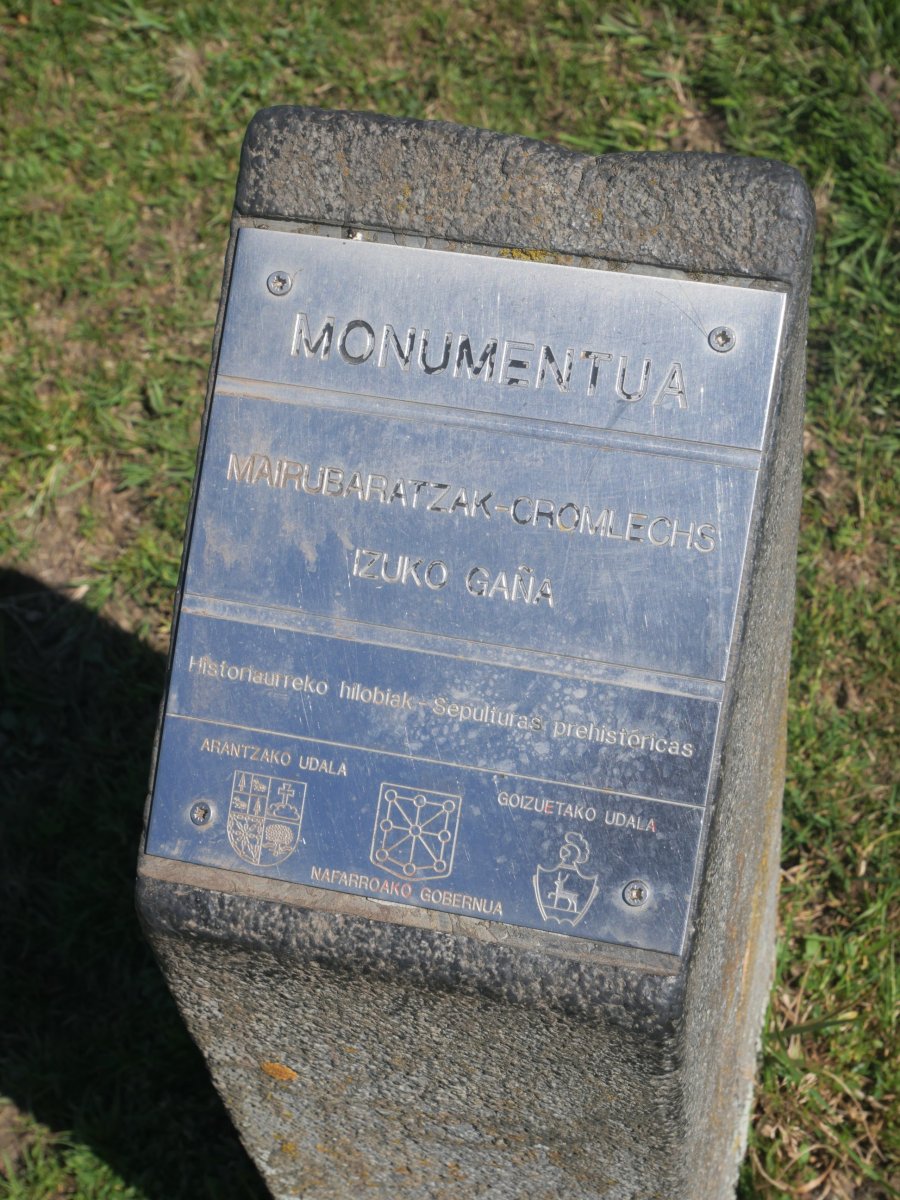 MONUMENTUA
MAIRUBARATZAK-CROMLECHS
IZUKO GAÑA
Historiaurreko hilobiak - Sepulturas prehistóricas
ARANTZAKO UDALA
GOIZUETAKO UDALA
NAFARROAKO GOBERNUA